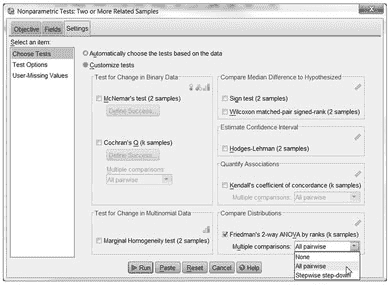 Nonparametric Tests: Two or More Related Samples
Objective Fields Settings
Select an item:
Choose Tests
Test Options
User-Missing Values
Automatically choose the tests based on the data
Customize tests
Test for Change in Binary Data
McNemar's test (2 samples)
Define Success...
Cochran's Q (k samples)
Define Success...
Multiple comparisons:
All pairwise
Test for Change in Multinomial Data
Marginal Homogeneity test (2 samples)
Compare Median Difference to Hypothesized
Sign test (2 samples)
Wilcoxon matched-pair signed-rank (2 samples)
Estimate Confidence Interval
Hodges-Lehman (2 samples)
Quantify Associations
Kendall's coefficient of concordance (k samples)
Multiple comparisons: All pairwise
Compare Distributions
Friedman's 2-way ANOVA by ranks (k samples)
Multiple comparisons: All pairwise
None
All pairwise
Stepwise step-down
Run Paste Reset Cancel Help